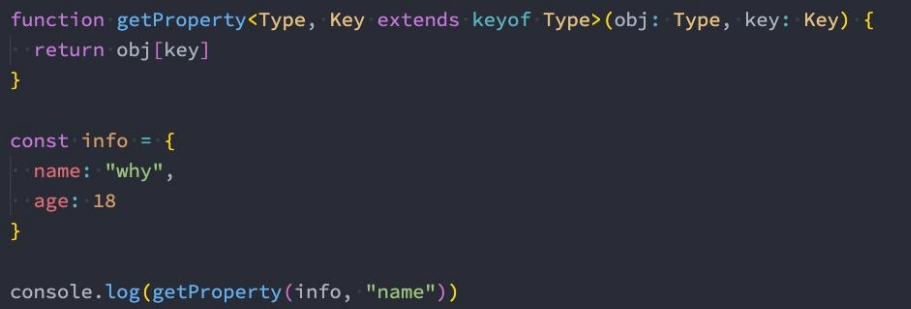 function getProperty<Type, Key extends keyof Type>(obj: Type, key: Key) {
  return obj[key]
}

const info = {
  name: "why",
  age: 18
}

console.log(getProperty(info, "name"))